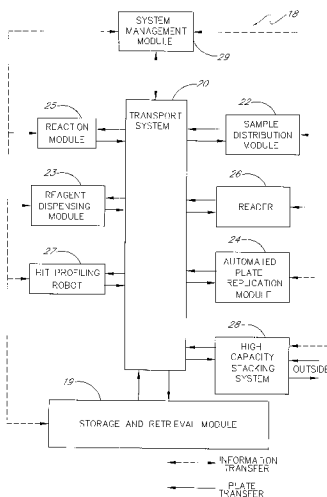 18
SYSTEM
MANAGEMENT
MODULE
29
20
TRANSPORT
SYSTEM
25
REACTION
MODULE
22
SAMPLE
DISTRIBUTION
MODULE
23
REAGENT
DISPENSING
MODULE
26
READER
27
HIT PROFILING
ROBOT
24
AUTOMATED
PLATE
REPLICATION
MODULE
28
HIGH
CAPACITY
STACKING
SYSTEM
OUTSIDE
19
STORAGE AND RETRIEVAL MODULE
INFORMATION
TRANSFER
PLATE
TRANSFER